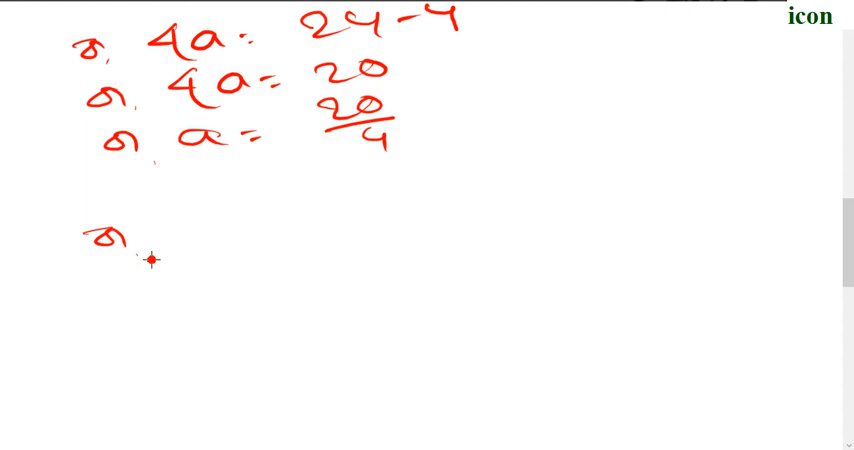 icon
বা, 4a = 24 - 4
বা, 4a = 20
বা, a = 20/4
বা,